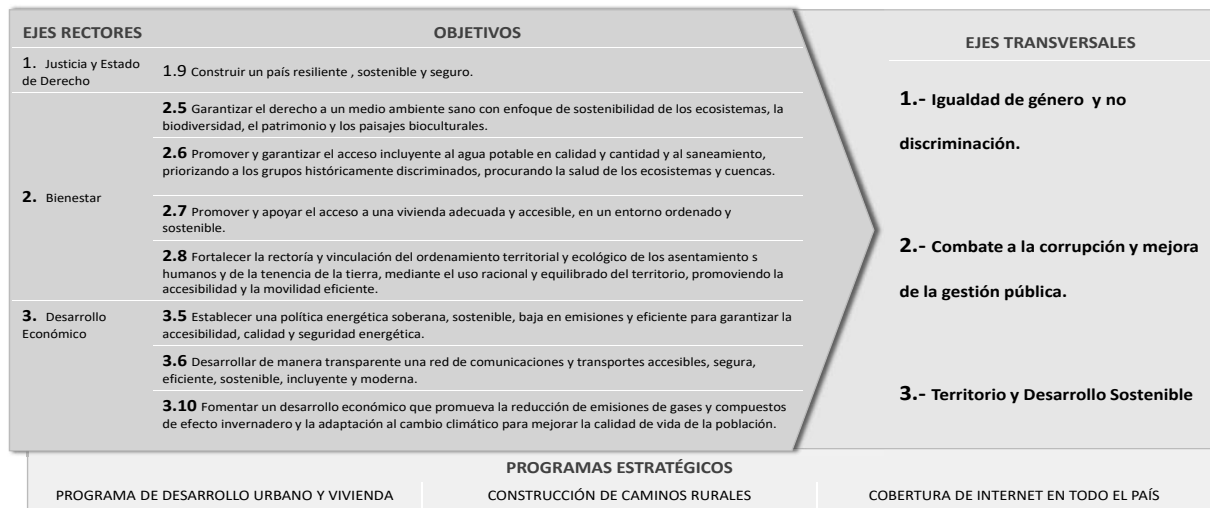 EJES RECTORES
OBJETIVOS
1. Justicia y Estado
de Derecho
1.9 Construir un país resiliente , sostenible y seguro.
2. Bienestar
2.5 Garantizar el derecho a un medio ambiente sano con enfoque de sostenibilidad de los ecosistemas, la
biodiversidad, el patrimonio y los paisajes bioculturales.
2.6 Promover y garantizar el acceso incluyente al agua potable en calidad y cantidad y al saneamiento,
priorizando a los grupos históricamente discriminados, procurando la salud de los ecosistemas y cuencas.
2.7 Promover y apoyar el acceso a una vivienda adecuada y accesible, en un entorno ordenado y
sostenible.
2.8 Fortalecer la rectoría y vinculación del ordenamiento territorial y ecológico de los asentamiento s
humanos y de la tenencia de la tierra, mediante el uso racional y equilibrado del territorio, promoviendo la
accesibilidad y la movilidad eficiente.
3. Desarrollo
Económico
3.5 Establecer una política energética soberana, sostenible, baja en emisiones y eficiente para garantizar la
accesibilidad, calidad y seguridad energética.
3.6 Desarrollar de manera transparente una red de comunicaciones y transportes accesibles, segura,
eficiente, sostenible, incluyente y moderna.
3.10 Fomentar un desarrollo económico que promueva la reducción de emisiones de gases y compuestos
de efecto invernadero y la adaptación al cambio climático para mejorar la calidad de vida de la población.
EJES TRANSVERSALES
1.- Igualdad de género y no
discriminación.
2.- Combate a la corrupción y mejora
de la gestión pública.
3.- Territorio y Desarrollo Sostenible
PROGRAMAS ESTRATÉGICOS
PROGRAMA DE DESARROLLO URBANO Y VIVIENDA
CONSTRUCCIÓN DE CAMINOS RURALES
COBERTURA DE INTERNET EN TODO EL PAÍS